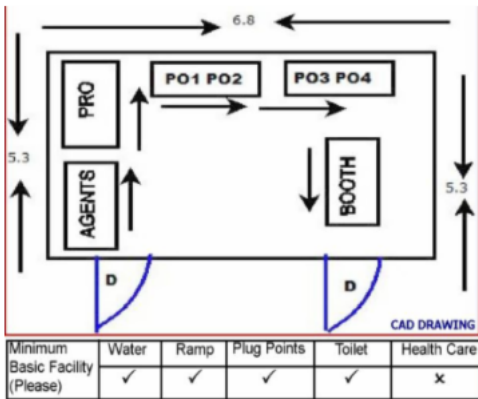 6.8
PRO
PO1 PO2
PO3 PO4
5.3
5.3
AGENTS
BOOTH
D
D
CAD DRAWING
Minimum Basic Facility (Please)
Water
Ramp
Plug Points
Toilet
Health Care
✓ ✓ ✓ ✓ x